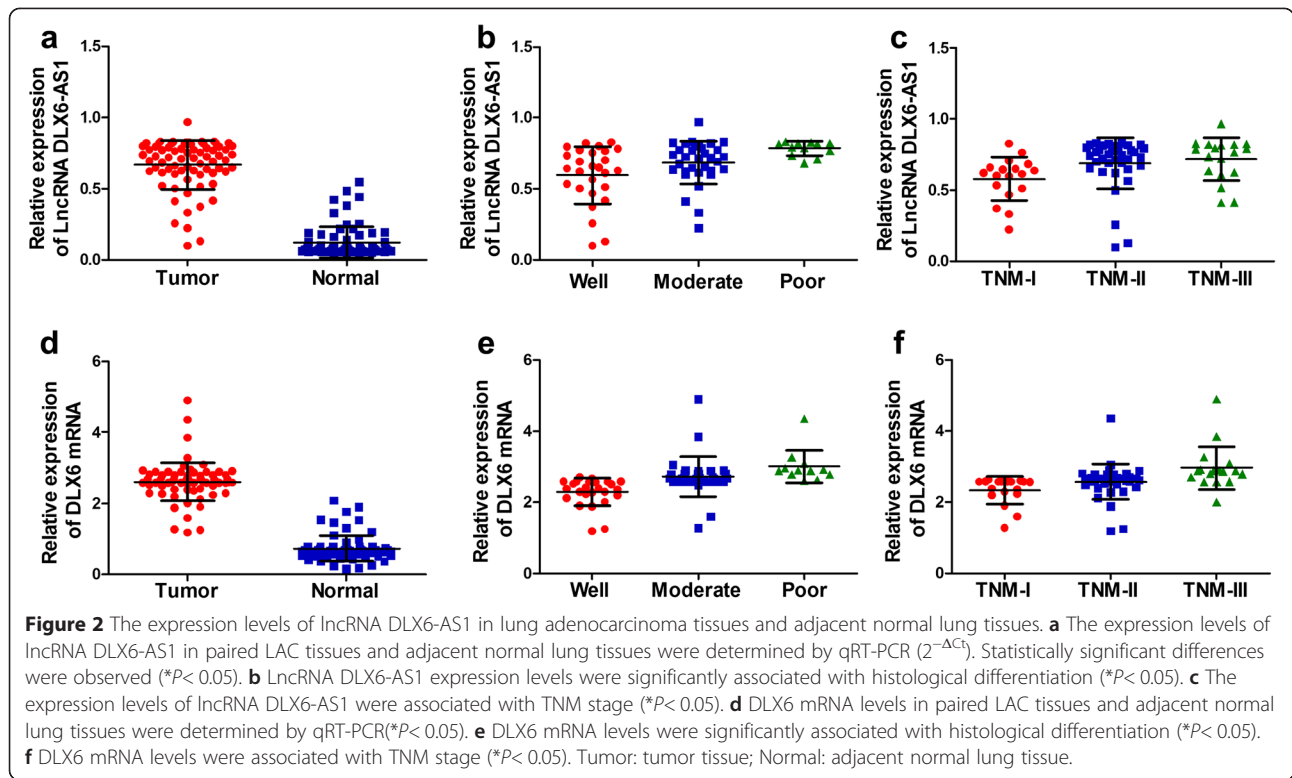 a
Relative expression
of LncRNA DLX6-AS1
1.5
1.0
0.5
0.0
Tumor
Normal
b
Relative expression
of LncRNA DLX6-AS1
1.5
1.0
0.5
0.0
Well
Moderate
Poor
c
Relative expression
of LncRNA DLX6-AS1
1.5
1.0
0.5
0.0
TNM-I
TNM-II
TNM-III
d
Relative expression
of DLX6 mRNA
6
4
2
0
Tumor
Normal
e
Relative expression
of DLX6 mRNA
6
4
2
0
Well
Moderate
Poor
f
Relative expression
of DLX6 mRNA
6
4
2
0
TNM-I
TNM-II
TNM-III
Figure 2 The expression levels of lncRNA DLX6-AS1 in lung adenocarcinoma tissues and adjacent normal lung tissues. a The expression levels of
lncRNA DLX6-AS1 in paired LAC tissues and adjacent normal lung tissues were determined by qRT-PCR (2−ΔCt). Statistically significant differences
were observed (*P< 0.05). b LncRNA DLX6-AS1 expression levels were significantly associated with histological differentiation (*P< 0.05). c The
expression levels of lncRNA DLX6-AS1 were associated with TNM stage (*P< 0.05). d DLX6 mRNA levels in paired LAC tissues and adjacent normal
lung tissues were determined by qRT-PCR(*P< 0.05). e DLX6 mRNA levels were significantly associated with histological differentiation (*P< 0.05).
f DLX6 mRNA levels were associated with TNM stage (*P< 0.05). Tumor: tumor tissue; Normal: adjacent normal lung tissue.